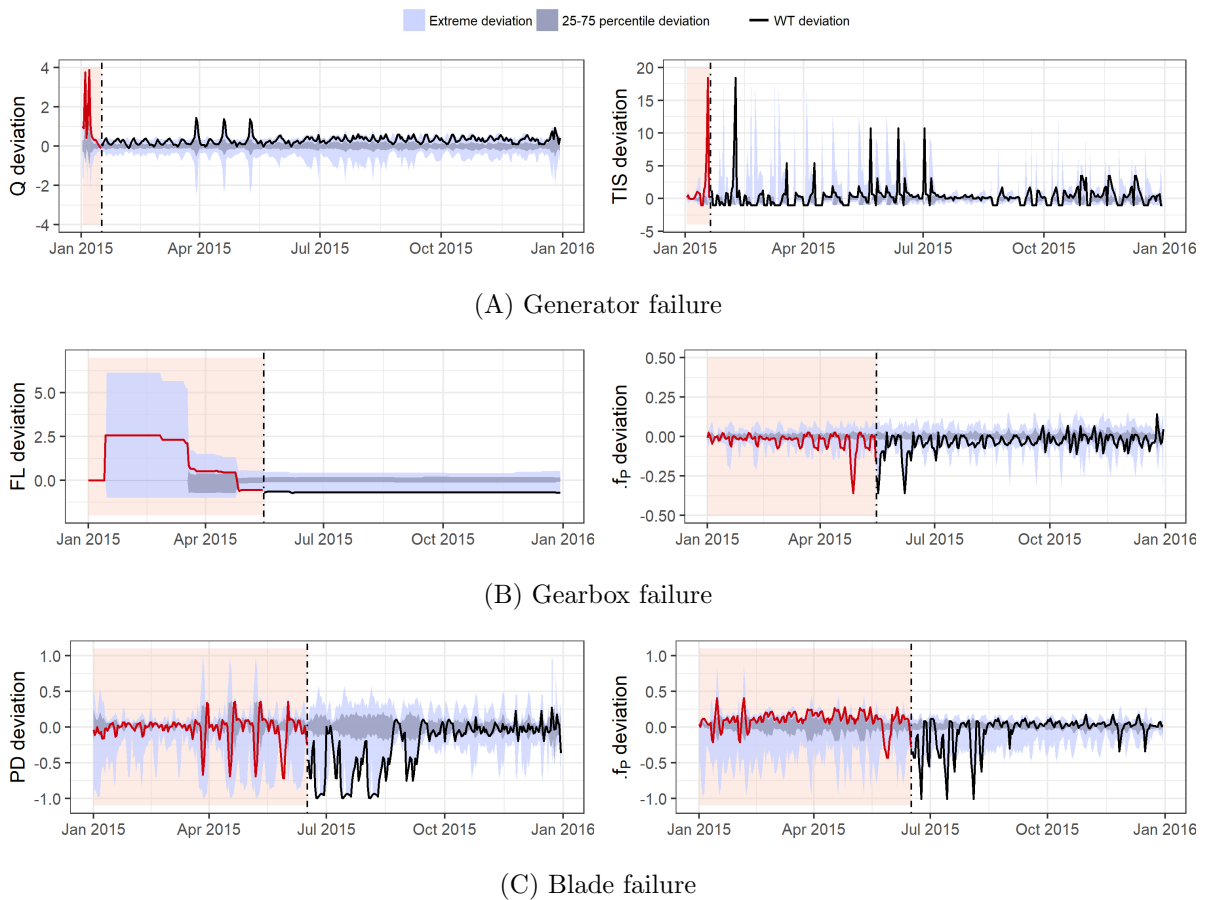 Extreme deviation 25-75 percentile deviation WT deviation
Q deviation
4
2
0
-2
-4
Jan 2015 Apr 2015 Jul 2015 Oct 2015 Jan 2016
TIS deviation
20
15
10
5
0
-5
Jan 2015 Apr 2015 Jul 2015 Oct 2015 Jan 2016
(A) Generator failure
FL deviation
5.0
2.5
0.0
Jan 2015 Apr 2015 Jul 2015 Oct 2015 Jan 2016
.fP deviation
0.50
0.25
0.00
-0.25
-0.50
Jan 2015 Apr 2015 Jul 2015 Oct 2015 Jan 2016
(B) Gearbox failure
PD deviation
1.0
0.5
0.0
-0.5
-1.0
Jan 2015 Apr 2015 Jul 2015 Oct 2015 Jan 2016
.fP deviation
1.0
0.5
0.0
-0.5
-1.0
Jan 2015 Apr 2015 Jul 2015 Oct 2015 Jan 2016
(C) Blade failure